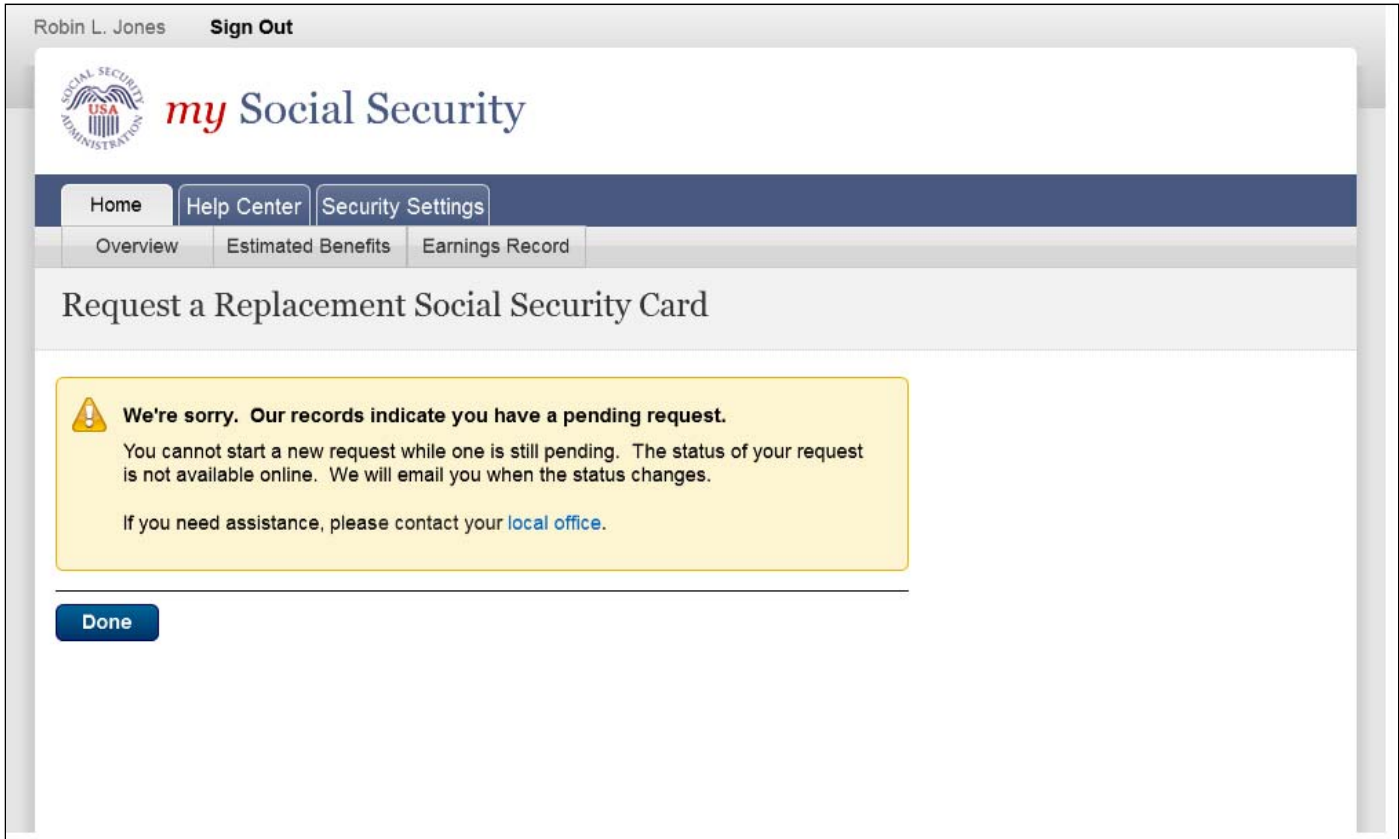 Robin L. Jones Sign Out
SOCIAL SECURITY ADMINISTRATION
USA
my Social Security
Home Help Center Security Settings
Overview Estimated Benefits Earnings Record
Request a Replacement Social Security Card
We're sorry. Our records indicate you have a pending request.
You cannot start a new request while one is still pending. The status of your request
is not available online. We will email you when the status changes.
If you need assistance, please contact your local office.
Done